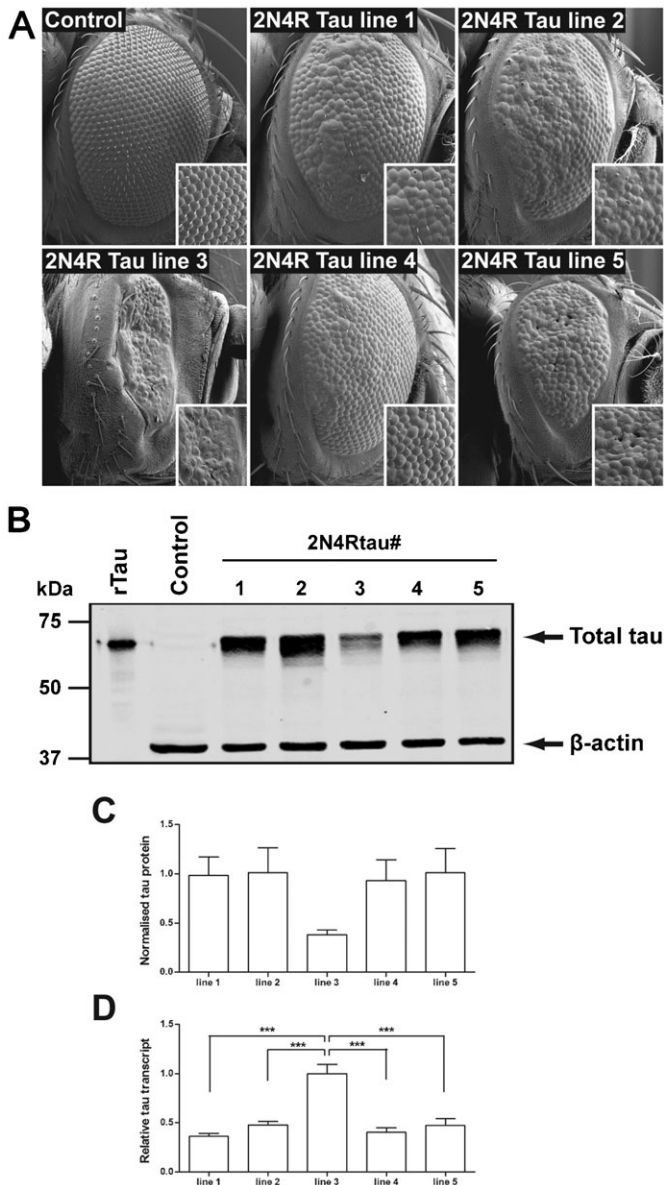 A
Control
2N4R Tau line 1
2N4R Tau line 2
2N4R Tau line 3
2N4R Tau line 4
2N4R Tau line 5
B
2N4Rtau#
kDa
rTau
Control
1 2 3 4 5
75
Total tau
50
37
β-actin
C
Normalised tau protein
1.5
1.0
0.5
0.0
line 1 line 2 line 3 line 4 line 5
D
Relative tau transcript
1.5
1.0
0.5
0.0
*** ***
*** ***
line 1 line 2 line 3 line 4 line 5